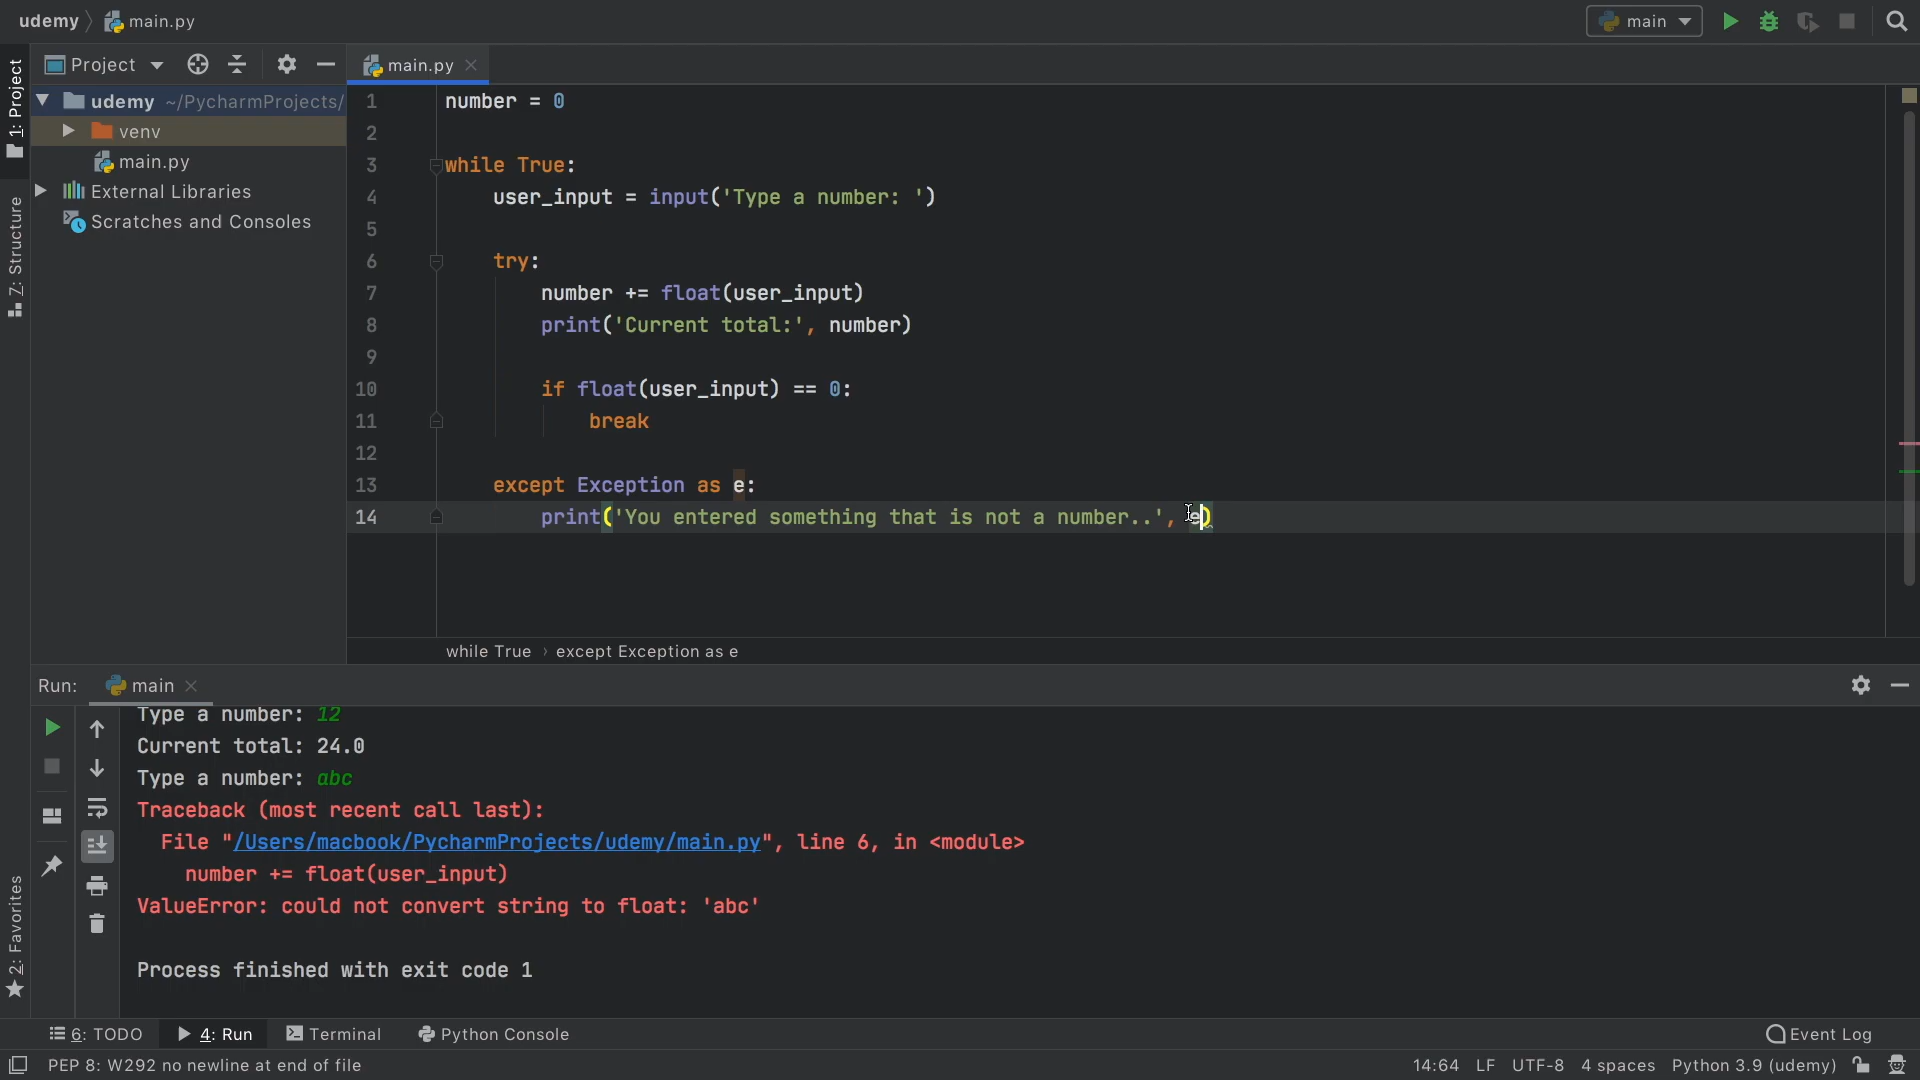 udemy main.py
main
Project
main.py
1: Project
udemy ~/PycharmProjects/
venv
main.py
External Libraries
Scratches and Consoles
Z: Structure
2: Favorites
1 number = 0
2
3 while True:
4 user_input = input('Type a number: ')
5
6 try:
7 number += float(user_input)
8 print('Current total:', number)
9
10 if float(user_input) == 0:
11 break
12
13 except Exception as e:
14 print('You entered something that is not a number..', e)
while True › except Exception as e
Run: main
Type a number: 12
Current total: 24.0
Type a number: abc
Traceback (most recent call last):
File "/Users/macbook/PycharmProjects/udemy/main.py", line 6, in <module>
number += float(user_input)
ValueError: could not convert string to float: 'abc'
Process finished with exit code 1
6: TODO 4: Run Terminal Python Console Event Log
PEP 8: W292 no newline at end of file 14:64 LF UTF-8 4 spaces Python 3.9 (udemy)